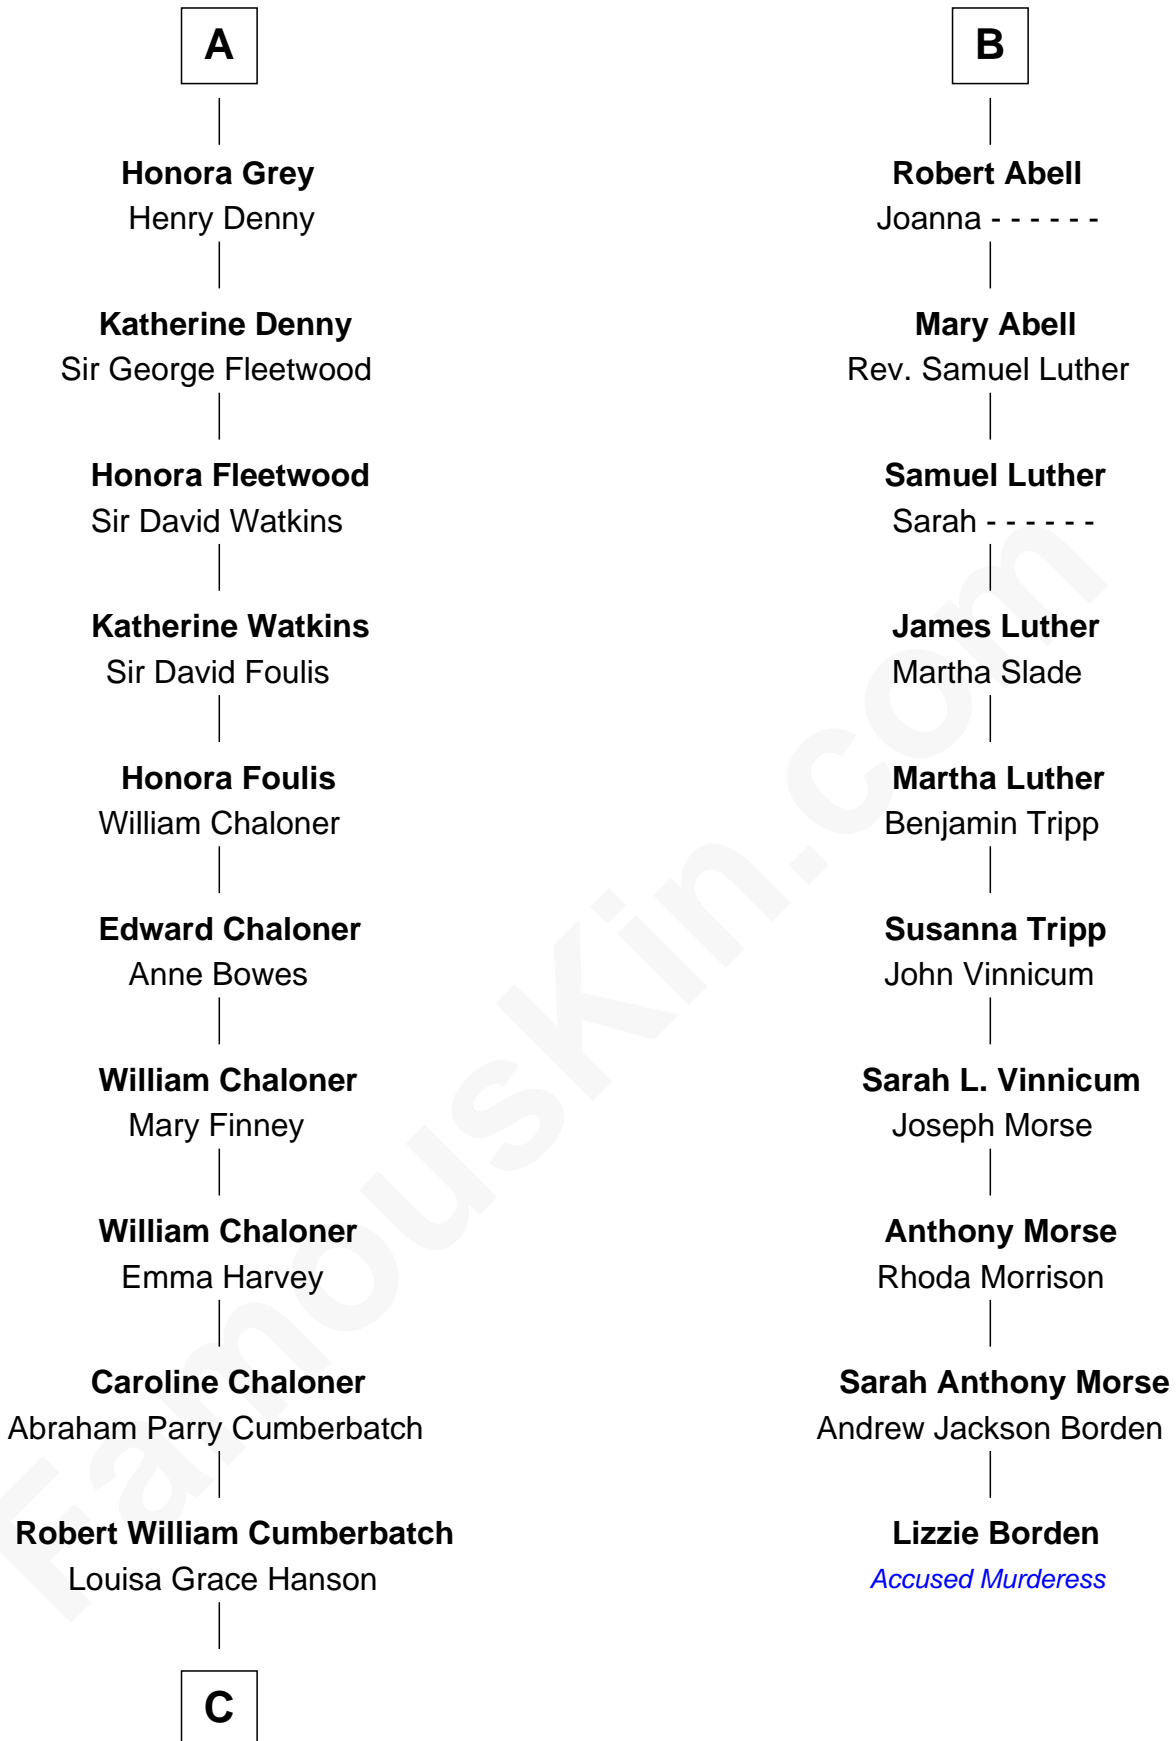 A
Honora Grey
Henry Denny
Katherine Denny
Sir George Fleetwood
Honora Fleetwood
Sir David Watkins
Katherine Watkins
Sir David Foulis
Honora Foulis
William Chaloner
Edward Chaloner
Anne Bowes
William Chaloner
Mary Finney
William Chaloner
Emma Harvey
Caroline Chaloner
Abraham Parry Cumberbatch
Robert William Cumberbatch
Louisa Grace Hanson
C
B
Robert Abell
Joanna - - - - - -
Mary Abell
Rev. Samuel Luther
Samuel Luther
Sarah - - - - - -
James Luther
Martha Slade
Martha Luther
Benjamin Tripp
Susanna Tripp
John Vinnicum
Sarah L. Vinnicum
Joseph Morse
Anthony Morse
Rhoda Morrison
Sarah Anthony Morse
Andrew Jackson Borden
Lizzie Borden
Accused Murderess
FamousKin.com